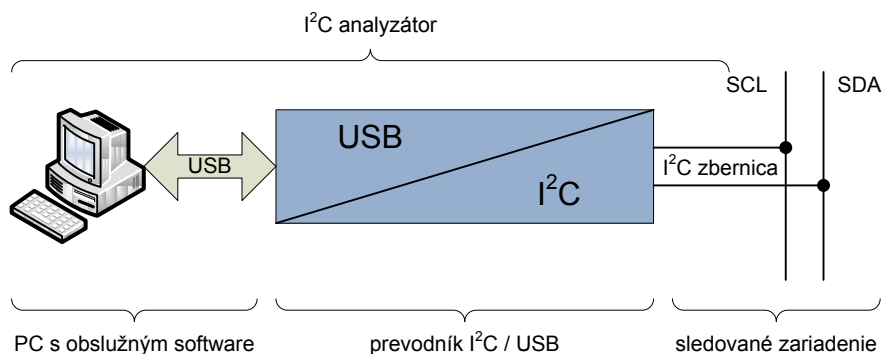 I²C analyzátor
SCL
SDA
USB
USB
I²C zbernica
I²C
PC s obslužným software
prevodník I²C / USB
sledované zariadenie